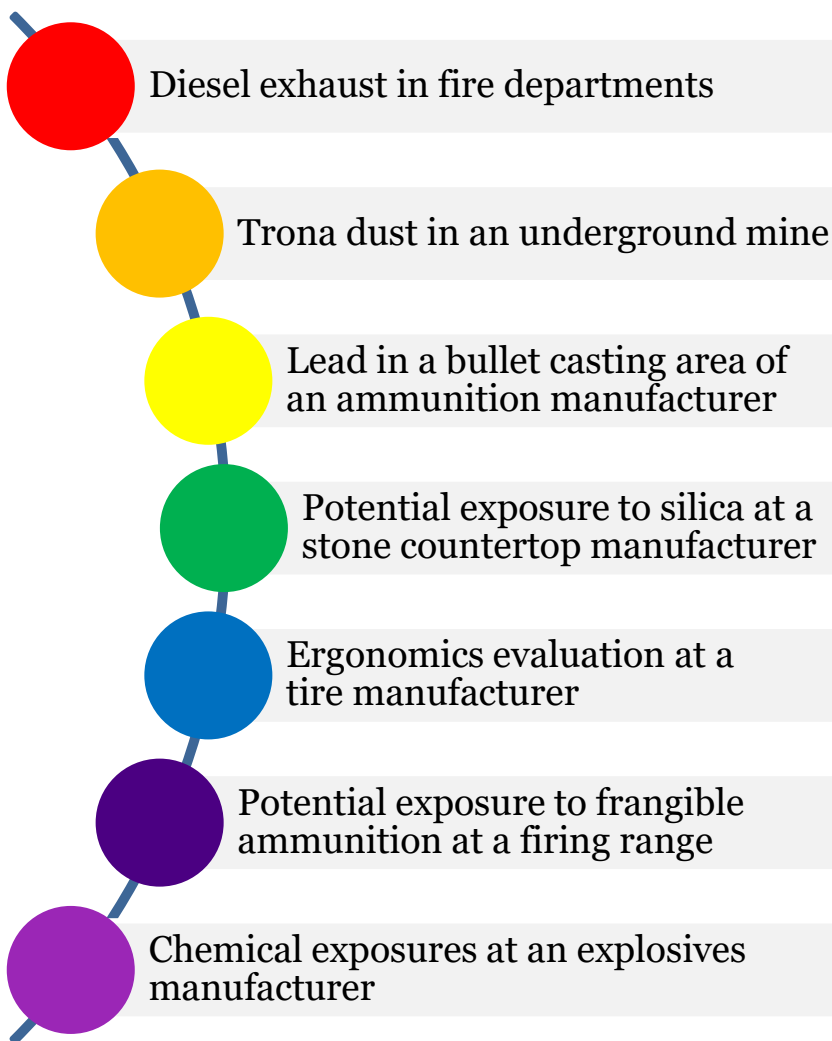 Diesel exhaust in fire departments
Trona dust in an underground mine
Lead in a bullet casting area of
an ammunition manufacturer
Potential exposure to silica at a
stone countertop manufacturer
Ergonomics evaluation at a
tire manufacturer
Potential exposure to frangible
ammunition at a firing range
Chemical exposures at an explosives
manufacturer